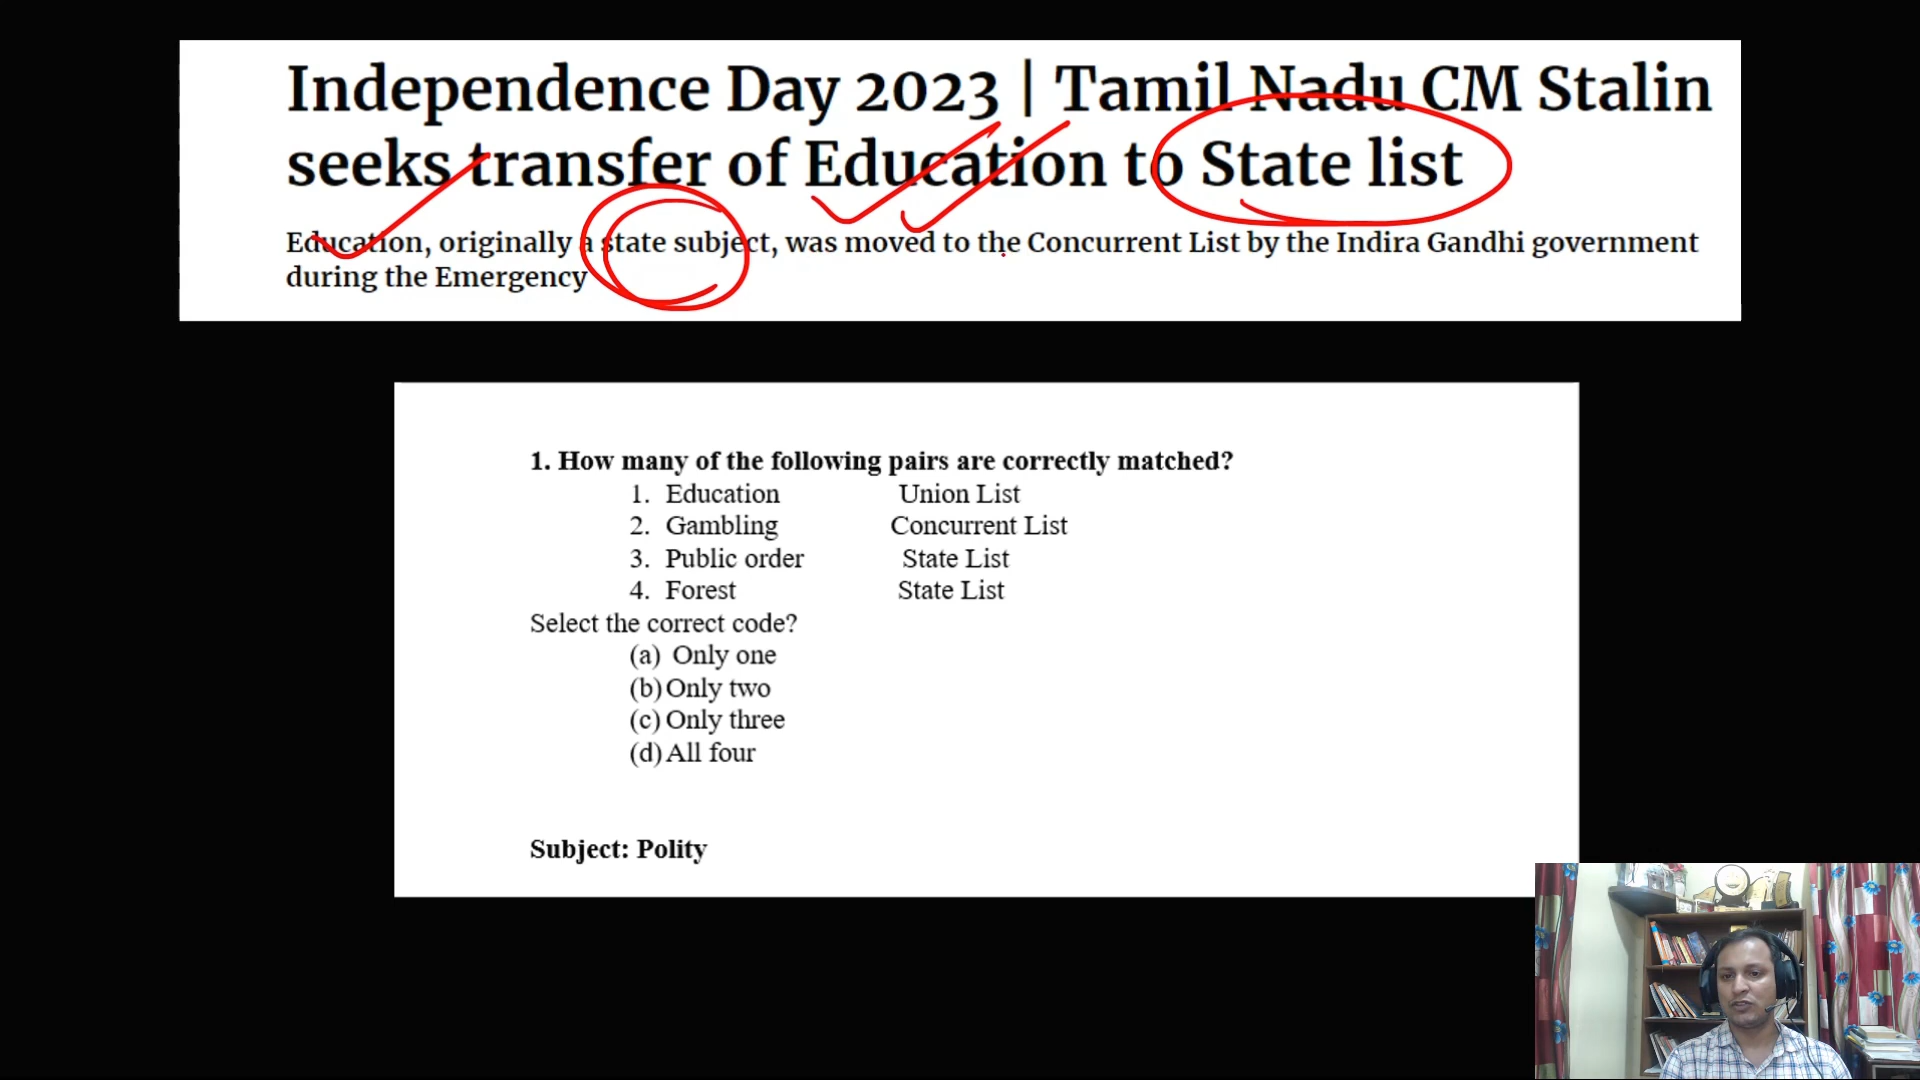 Independence Day 2023 | Tamil Nadu CM Stalin
seeks transfer of Education to State list
Education, originally a state subject, was moved to the Concurrent List by the Indira Gandhi government
during the Emergency
1. How many of the following pairs are correctly matched?
1. Education Union List
2. Gambling Concurrent List
3. Public order State List
4. Forest State List
Select the correct code?
(a) Only one
(b) Only two
(c) Only three
(d) All four
Subject: Polity